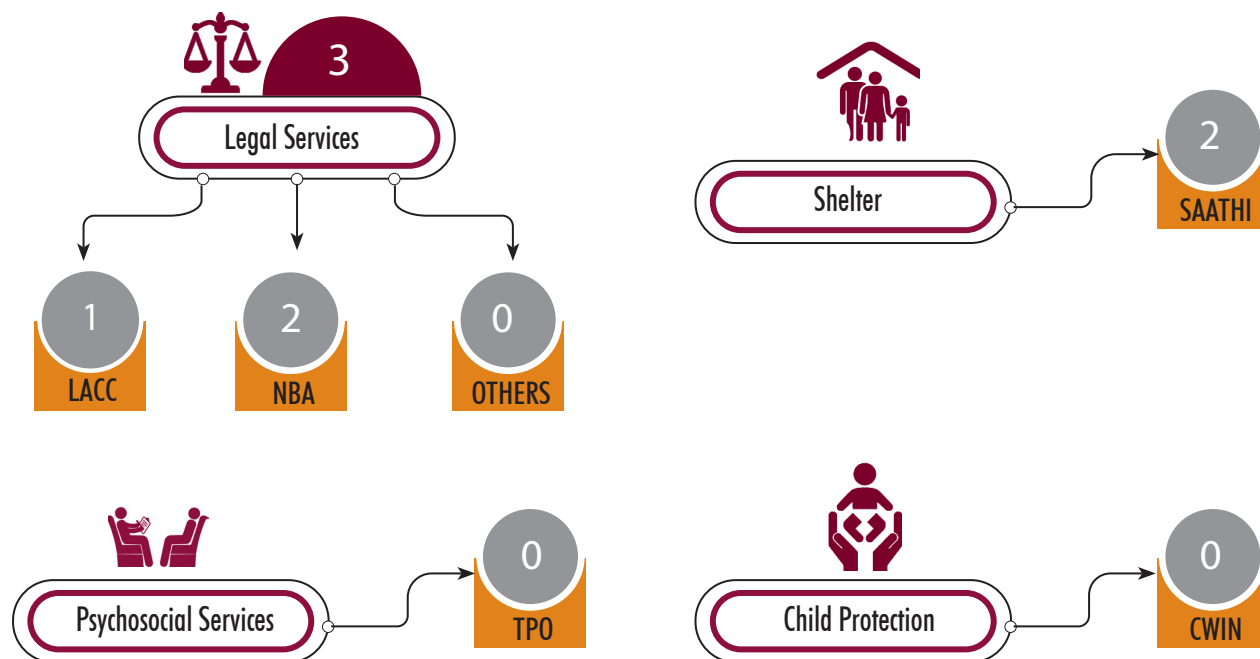 3
Legal Services
1
LACC
2
NBA
0
OTHERS
Shelter
2
SAATHI
Psychosocial Services
0
TPO
Child Protection
0
CWIN